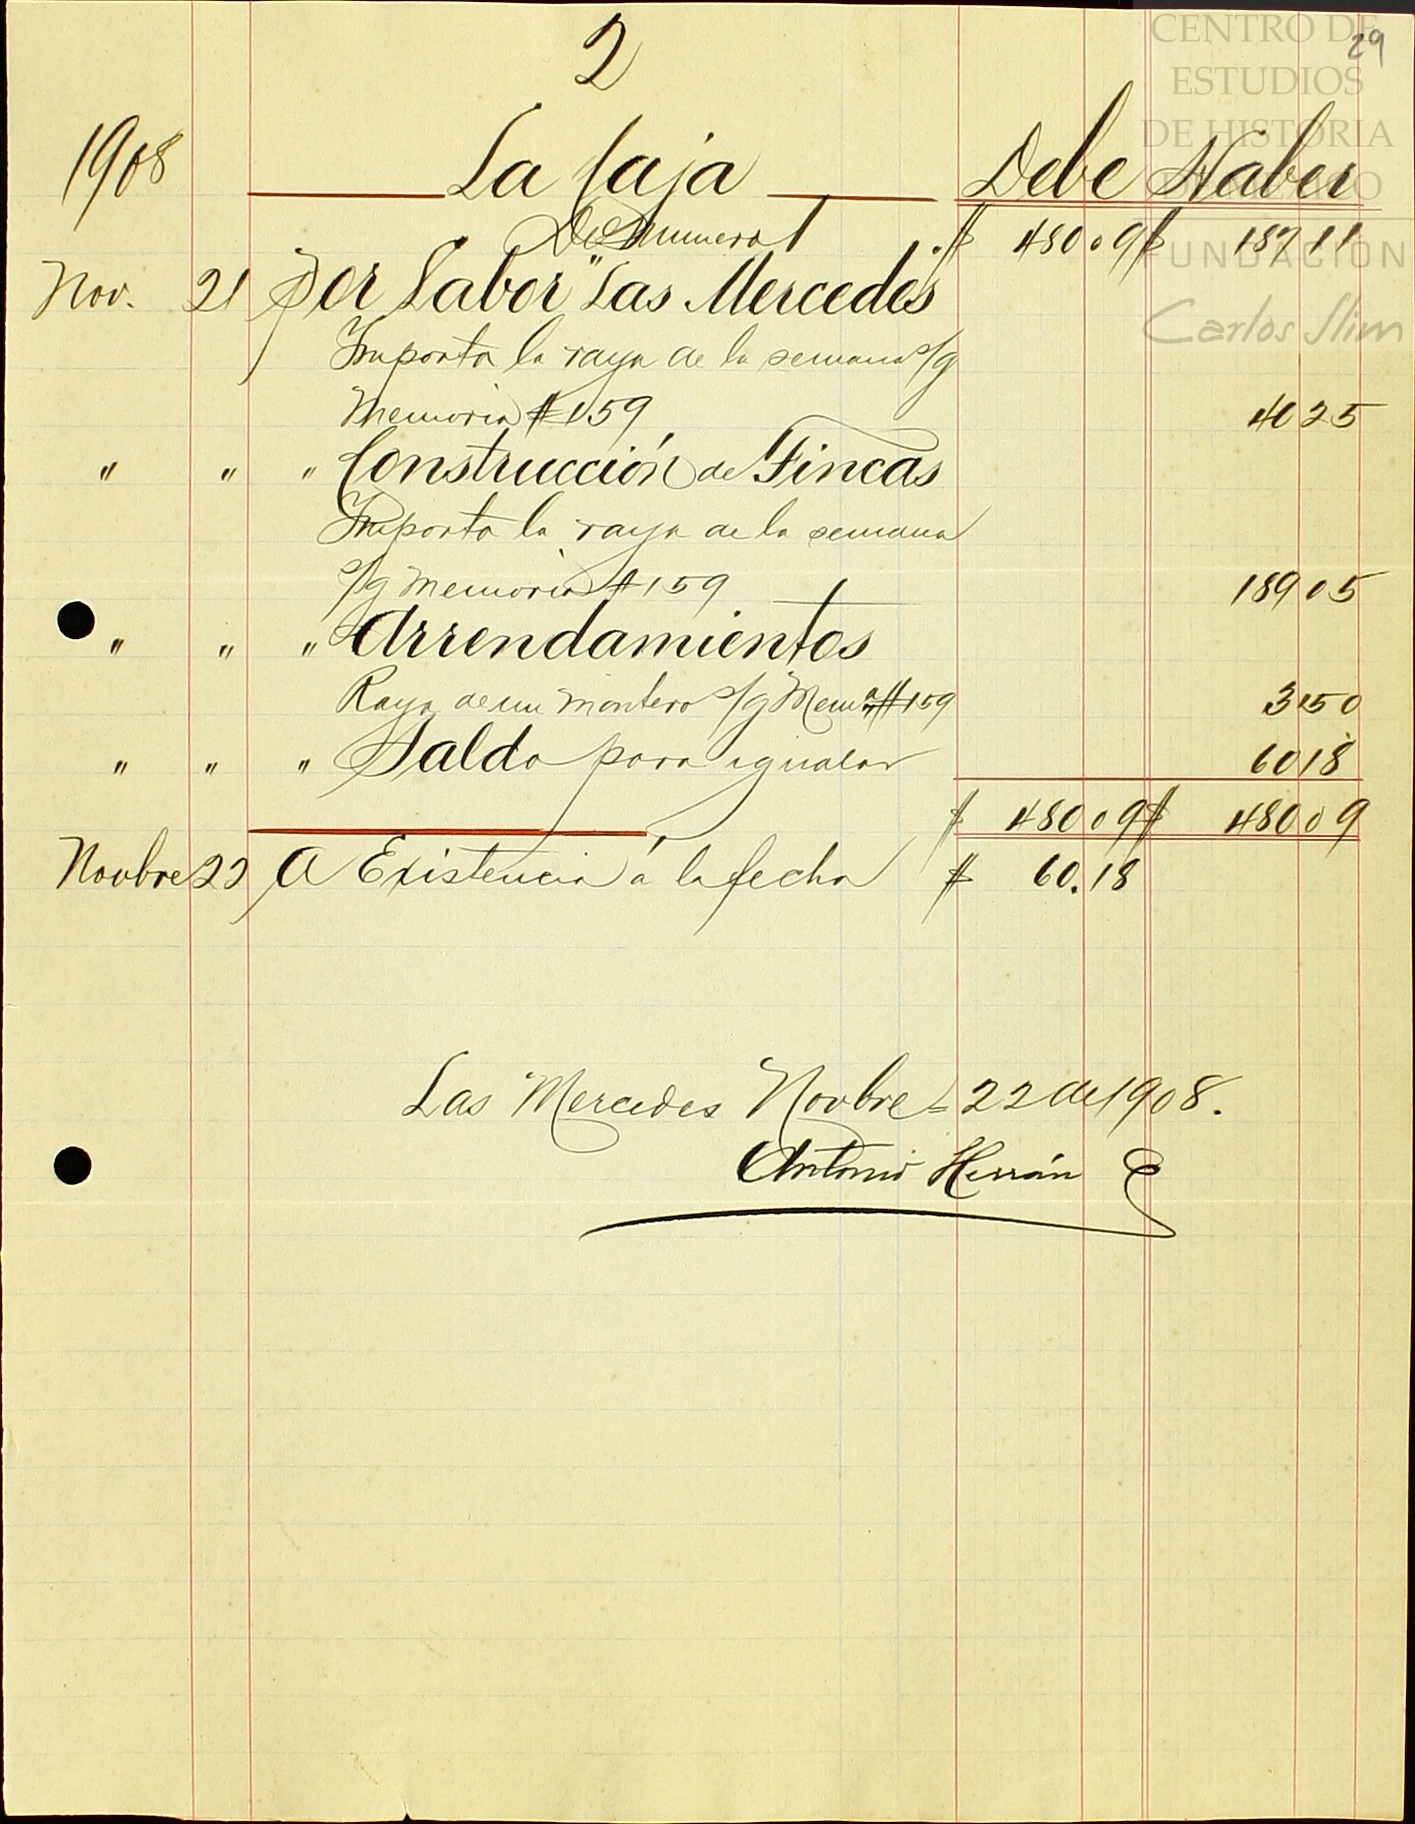 CENTRO DE
ESTUDIOS
DE HISTORIA
FUNDACIÓN
Carlos Slim
29
2
1908 La Caja Debe Haber
Del numero 1 $ 480 09 $ 187 11
Nov. 21 Por Labor "Las Mercedes"
Importa la raya de la semana s/g
Memoria # 159 40 25
" " " Construcción de Fincas
Importa la raya de la semana
s/g Memoria # 159 189 05
" " " Arrendamientos
Raya de un montero s/g Mema # 159 3 50
" " " Saldo para igualar 60 18
$ 480 09 $ 480 09
Novbre 22 A Existencia á la fecha $ 60.18
Las Mercedes Novbre 22 de 1908.
Antonio Herrán